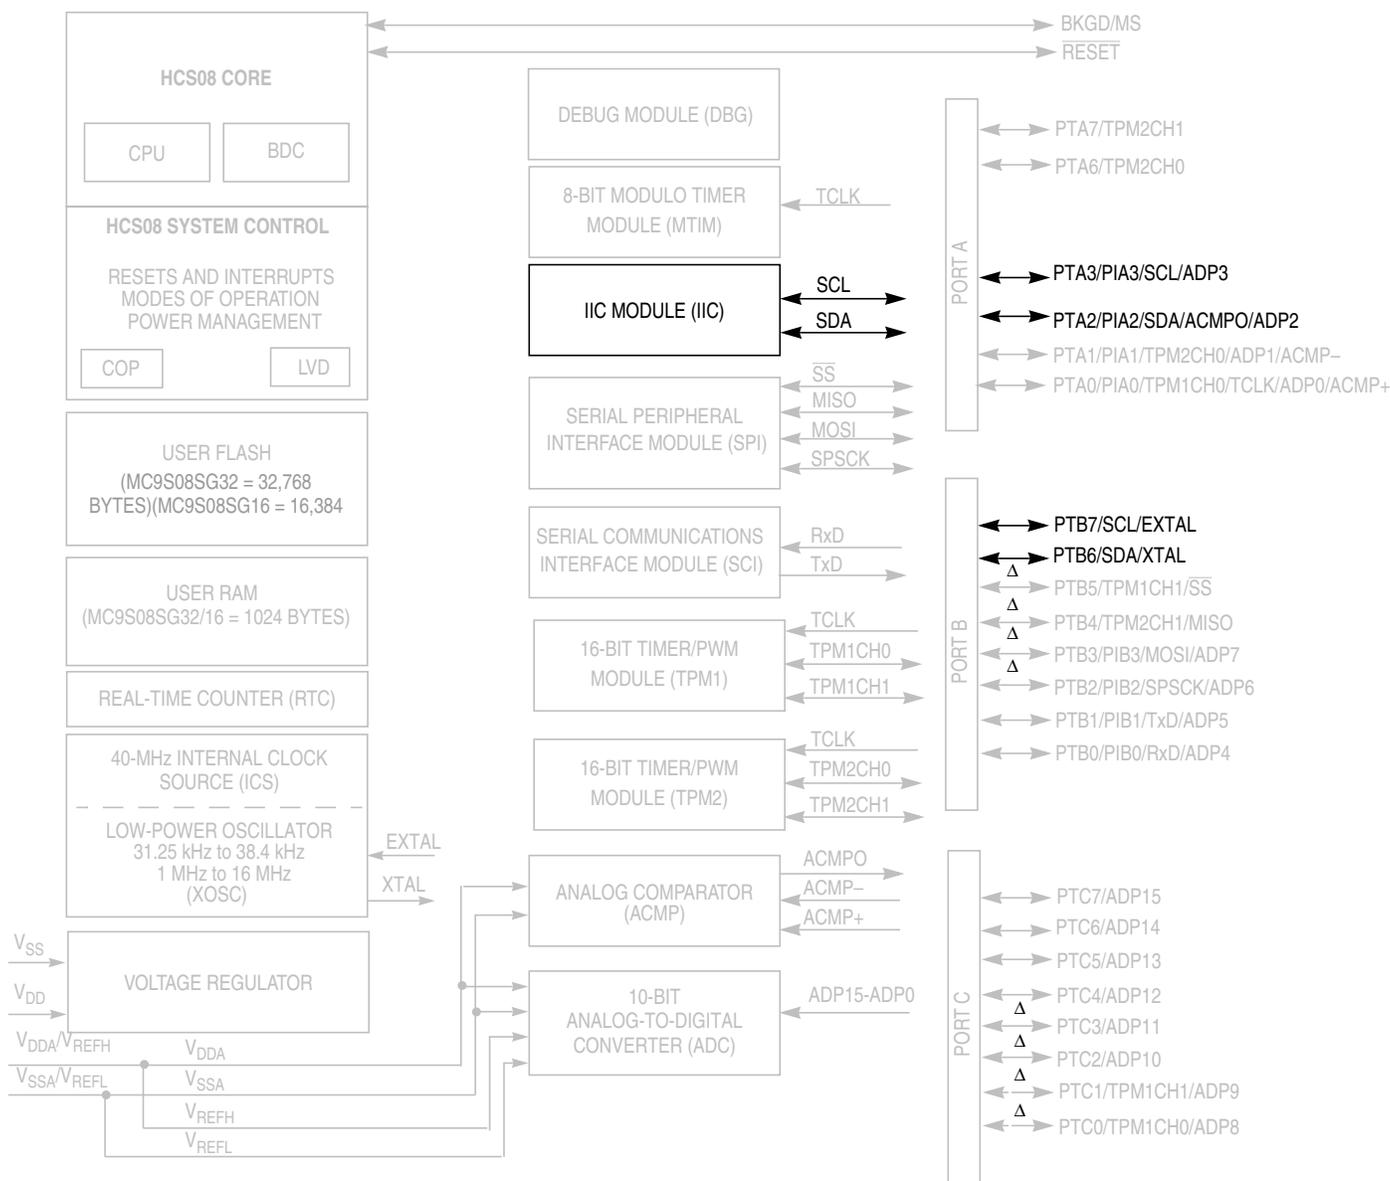 BKGD/MS
RESET
HCS08 CORE
CPU
BDC
HCS08 SYSTEM CONTROL
RESETS AND INTERRUPTS
MODES OF OPERATION
POWER MANAGEMENT
COP
LVD
USER FLASH
(MC9S08SG32 = 32,768
BYTES)(MC9S08SG16 = 16,384
USER RAM
(MC9S08SG32/16 = 1024 BYTES)
REAL-TIME COUNTER (RTC)
40-MHz INTERNAL CLOCK
SOURCE (ICS)
LOW-POWER OSCILLATOR
31.25 kHz to 38.4 kHz
1 MHz to 16 MHz
(XOSC)
EXTAL
XTAL
VSS
VDD
VOLTAGE REGULATOR
VDDA/VREFH
VSSA/VREFL
VDDA
VSSA
VREFH
VREFL
DEBUG MODULE (DBG)
8-BIT MODULO TIMER
MODULE (MTIM)
TCLK
IIC MODULE (IIC)
SCL
SDA
SERIAL PERIPHERAL
INTERFACE MODULE (SPI)
SS
MISO
MOSI
SPSCK
SERIAL COMMUNICATIONS
INTERFACE MODULE (SCI)
RxD
TxD
16-BIT TIMER/PWM
MODULE (TPM1)
TCLK
TPM1CH0
TPM1CH1
16-BIT TIMER/PWM
MODULE (TPM2)
TCLK
TPM2CH0
TPM2CH1
ANALOG COMPARATOR
(ACMP)
ACMPO
ACMP–
ACMP+
10-BIT
ANALOG-TO-DIGITAL
CONVERTER (ADC)
ADP15-ADP0
PORT A
PTA7/TPM2CH1
PTA6/TPM2CH0
PTA3/PIA3/SCL/ADP3
PTA2/PIA2/SDA/ACMPO/ADP2
PTA1/PIA1/TPM2CH0/ADP1/ACMP–
PTA0/PIA0/TPM1CH0/TCLK/ADP0/ACMP+
PORT B
PTB7/SCL/EXTAL
PTB6/SDA/XTAL
Δ
PTB5/TPM1CH1/SS
Δ
PTB4/TPM2CH1/MISO
Δ
PTB3/PIB3/MOSI/ADP7
Δ
PTB2/PIB2/SPSCK/ADP6
PTB1/PIB1/TxD/ADP5
PTB0/PIB0/RxD/ADP4
PORT C
PTC7/ADP15
PTC6/ADP14
PTC5/ADP13
PTC4/ADP12
Δ
PTC3/ADP11
Δ
PTC2/ADP10
Δ
PTC1/TPM1CH1/ADP9
Δ
PTC0/TPM1CH0/ADP8